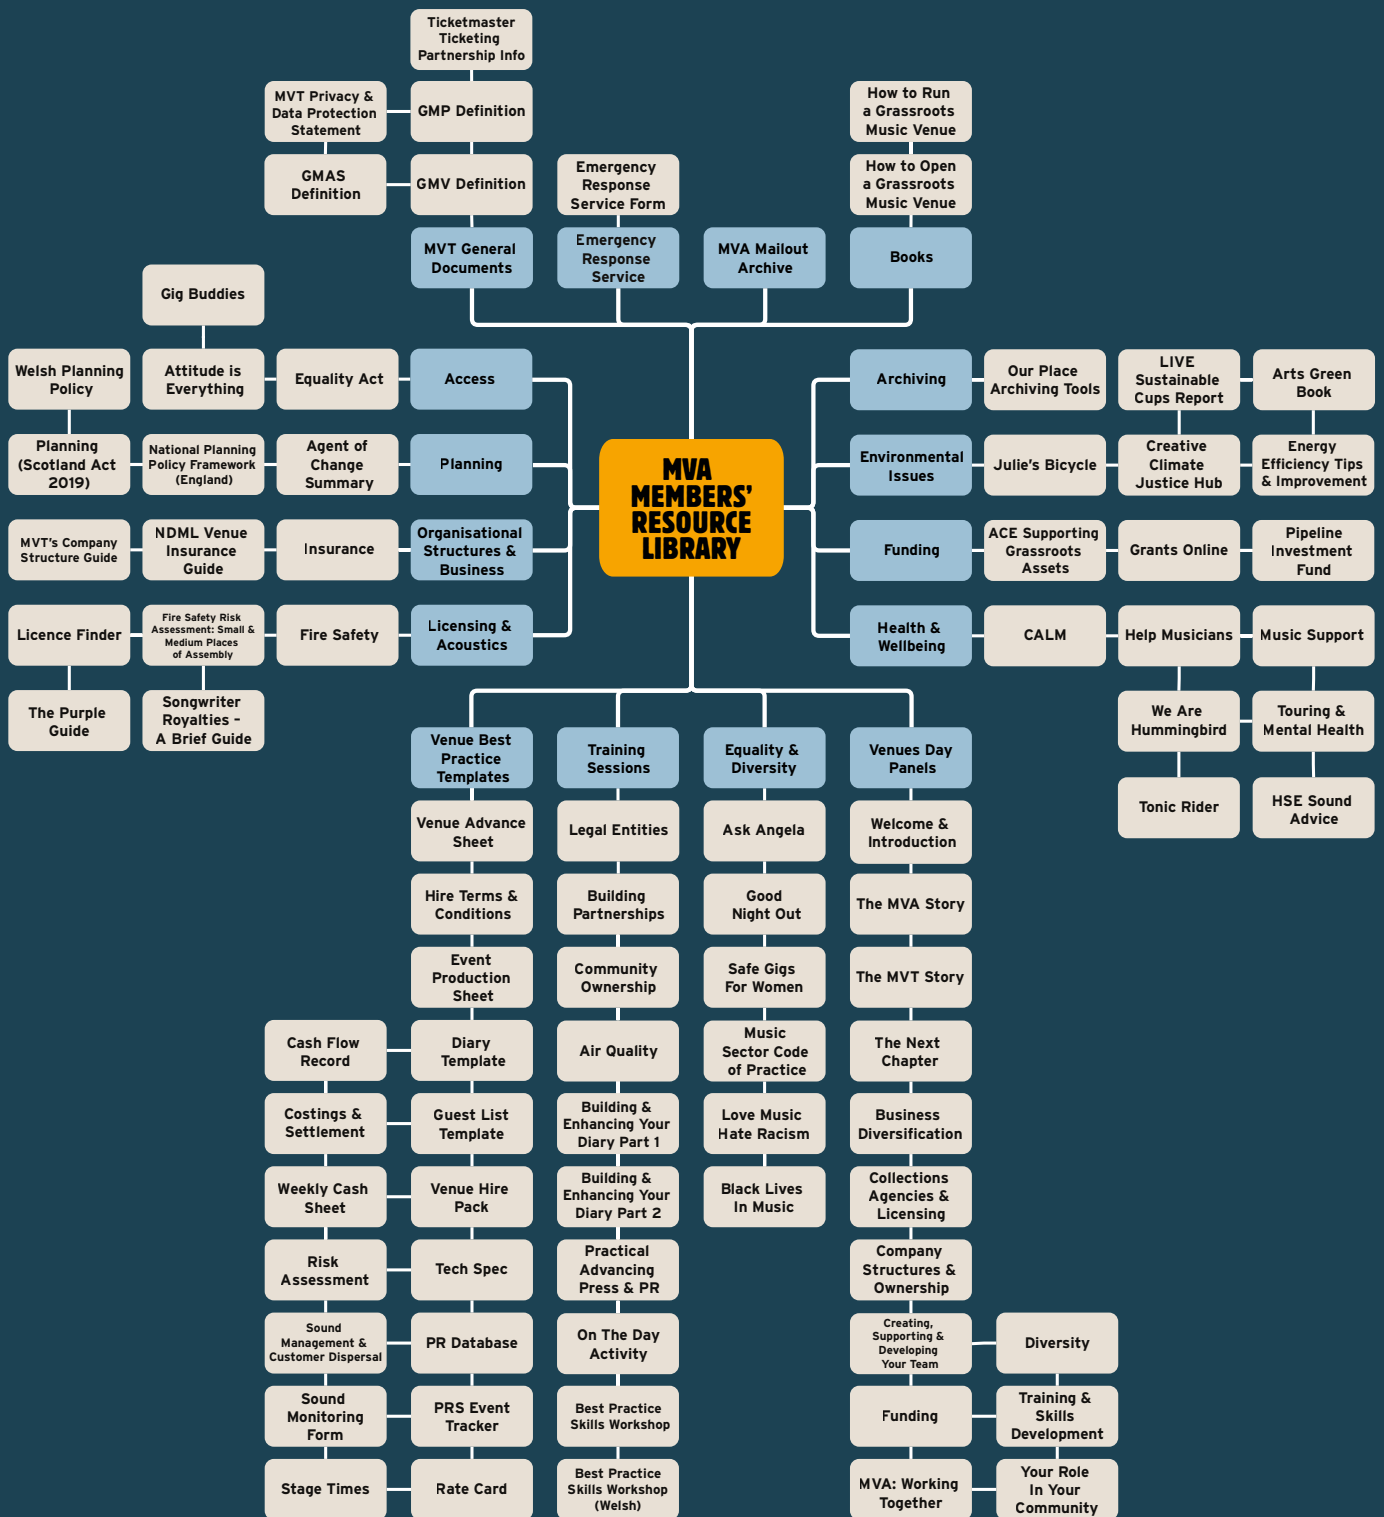 Ticketmaster
Ticketing
Partnership Info
MVT Privacy &
Data Protection
Statement
GMP Definition
How to Run
a Grassroots
Music Venue
GMAS
Definition
GMV Definition
Emergency
Response
Service Form
How to Open
a Grassroots
Music Venue
MVT General
Documents
Emergency
Response
Service
MVA Mailout
Archive
Books
Gig Buddies
Welsh Planning
Policy
Attitude is
Everything
Equality Act
Access
Archiving
Our Place
Archiving Tools
LIVE
Sustainable
Cups Report
Arts Green
Book
Planning
(Scotland Act
2019)
National Planning
Policy Framework
(England)
Agent of
Change
Summary
Planning
MVA
MEMBERS'
RESOURCE
LIBRARY
Environmental
Issues
Julie's Bicycle
Creative
Climate
Justice Hub
Energy
Efficiency Tips
& Improvement
MVT's Company
Structure Guide
NDML Venue
Insurance
Guide
Insurance
Organisational
Structures &
Business
Funding
ACE Supporting
Grassroots
Assets
Grants Online
Pipeline
Investment
Fund
Licence Finder
Fire Safety Risk
Assessment: Small &
Medium Places
of Assembly
Fire Safety
Licensing &
Acoustics
Health &
Wellbeing
CALM
Help Musicians
Music Support
The Purple
Guide
Songwriter
Royalties -
A Brief Guide
We Are
Hummingbird
Touring &
Mental Health
Tonic Rider
HSE Sound
Advice
Venue Best
Practice
Templates
Training
Sessions
Equality &
Diversity
Venues Day
Panels
Venue Advance
Sheet
Legal Entities
Ask Angela
Welcome &
Introduction
Hire Terms &
Conditions
Building
Partnerships
Good
Night Out
The MVA Story
Event
Production
Sheet
Community
Ownership
Safe Gigs
For Women
The MVT Story
Cash Flow
Record
Diary
Template
Air Quality
Music
Sector Code
of Practice
The Next
Chapter
Costings &
Settlement
Guest List
Template
Building &
Enhancing Your
Diary Part 1
Love Music
Hate Racism
Business
Diversification
Weekly Cash
Sheet
Venue Hire
Pack
Building &
Enhancing Your
Diary Part 2
Black Lives
In Music
Collections
Agencies &
Licensing
Risk
Assessment
Tech Spec
Practical
Advancing
Press & PR
Company
Structures &
Ownership
Sound
Management &
Customer Dispersal
PR Database
On The Day
Activity
Creating,
Supporting &
Developing
Your Team
Diversity
Sound
Monitoring
Form
PRS Event
Tracker
Best Practice
Skills Workshop
Funding
Training &
Skills
Development
Stage Times
Rate Card
Best Practice
Skills Workshop
(Welsh)
MVA: Working
Together
Your Role
In Your
Community